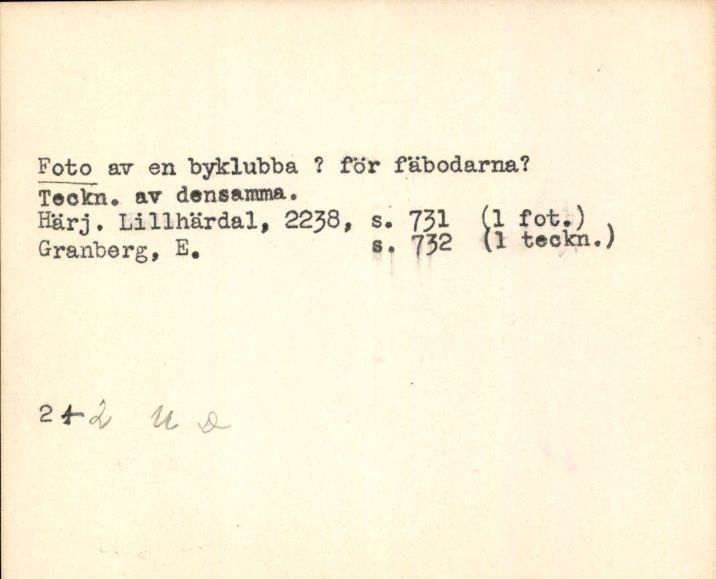 Foto av en byklubba ? för fäbodarna?
Teckn. av densamma.
Härj. Lillhärdal, 2238, s. 731 (1 fot.)
Granberg, E. s. 732 (1 teckn.)
2